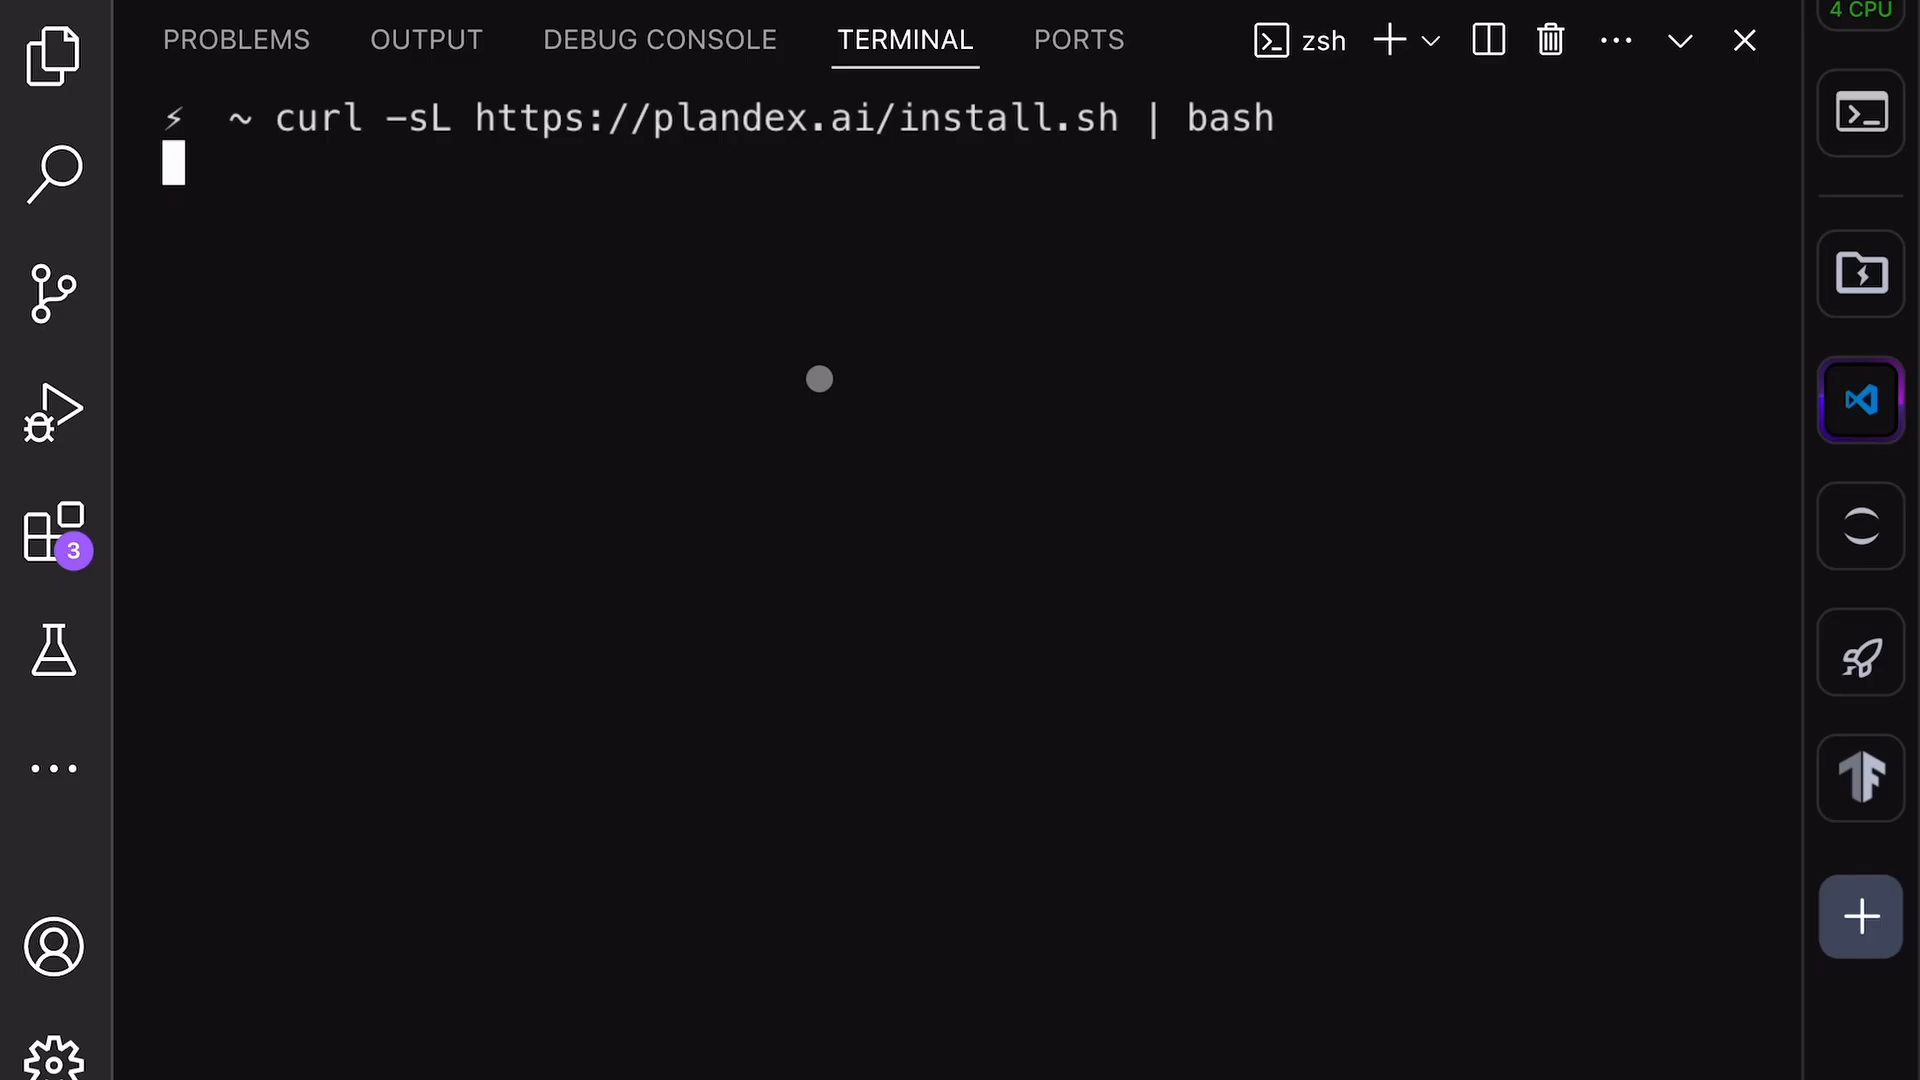 4 CPU
PROBLEMS OUTPUT DEBUG CONSOLE TERMINAL PORTS zsh
⚡ ~ curl -sL https://plandex.ai/install.sh | bash
3